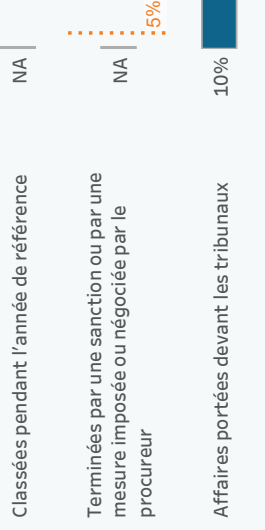 Classées pendant l'année de référence
NA
Terminées par une sanction ou par une
mesure imposée ou négociée par le
procureur
NA
5%
Affaires portées devant les tribunaux
10%